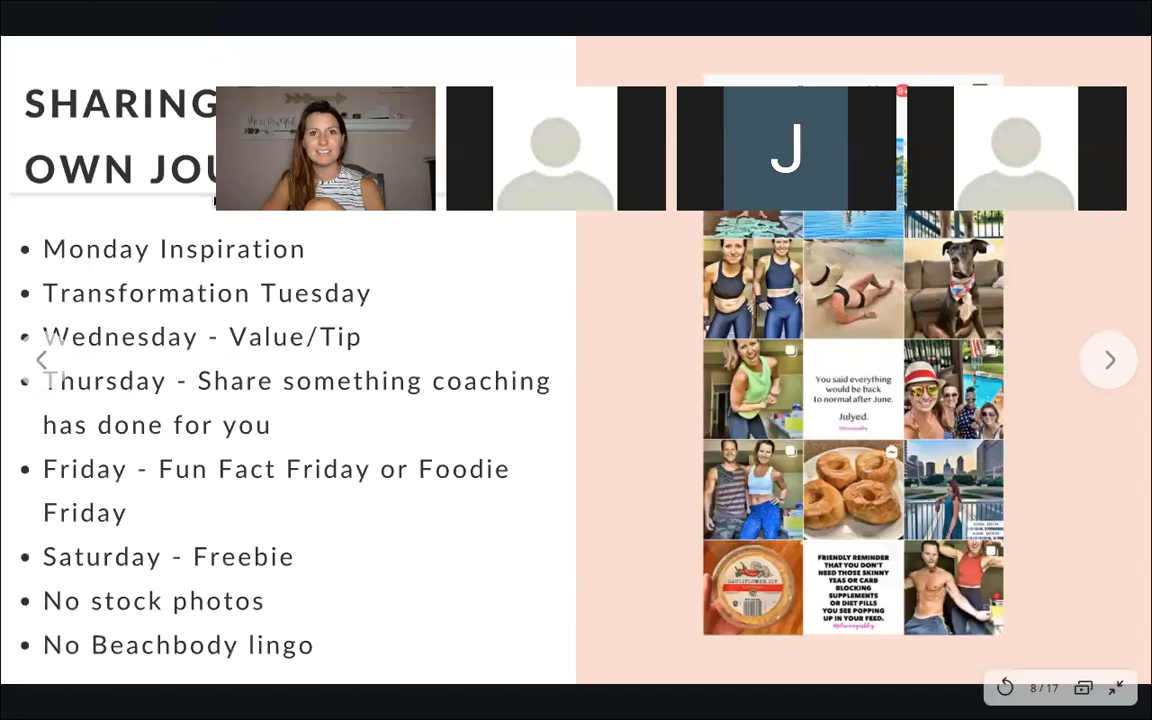 SHARING
OWN JOU
Monday Inspiration
Transformation Tuesday
Wednesday - Value/Tip
Thursday - Share something coaching
has done for you
Friday - Fun Fact Friday or Foodie
Friday
Saturday - Freebie
No stock photos
No Beachbody lingo
J
9+
You said everything
would be back
to normal after June.
Julyed.
CAULIFLOWER DIP
FRIENDLY REMINDER
THAT YOU DON'T
NEED THOSE SKINNY
TEAS OR CARB
BLOCKING
SUPPLEMENTS
OR DIET PILLS
YOU SEE POPPING
UP IN YOUR FEED.
8 / 17